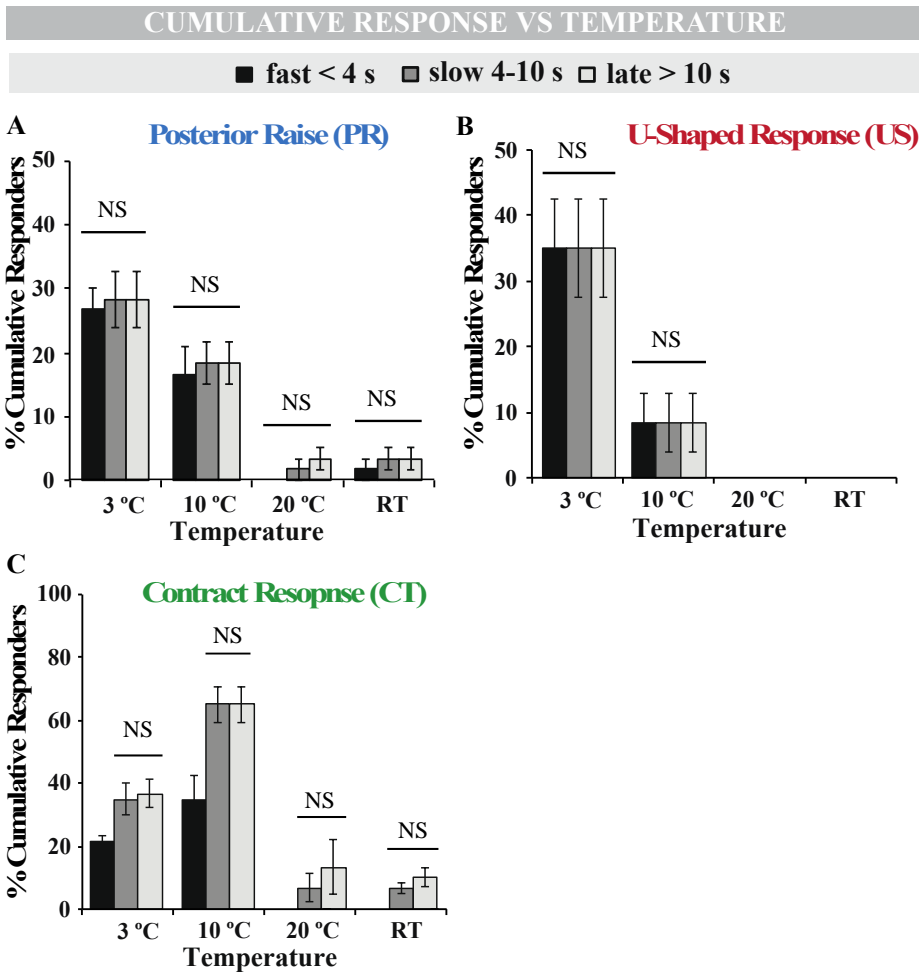 CUMULATIVE RESPONSE VS TEMPERATURE
fast < 4 s slow 4-10 s late > 10 s
A
Posterior Raise (PR)
% Cumulative Responders
50
40
30
20
10
0
NS
NS
NS
NS
3 ºC 10 ºC 20 ºC RT
Temperature
B
U-Shaped Response (US)
% Cumulative Responders
50
40
30
20
10
0
NS
NS
3 ºC 10 ºC 20 ºC RT
Temperature
C
Contract Resopnse (CT)
% Cumulative Responders
100
80
60
40
20
0
NS
NS
NS
NS
3 ºC 10 ºC 20 ºC RT
Temperature